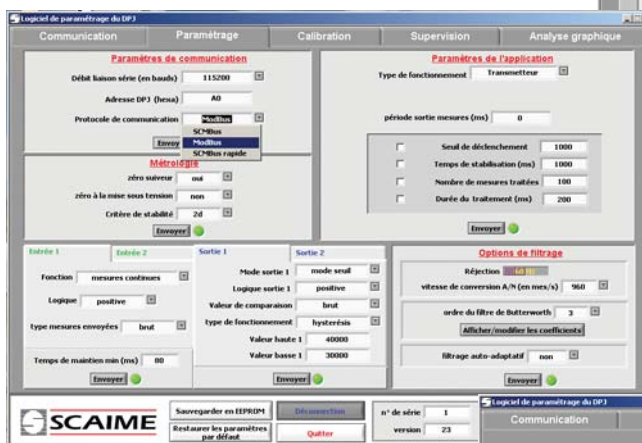 Logiciel de paramétrage du DPJ
Communication Paramétrage Calibration Supervision Analyse graphique
Paramètres de communication
Débit liaison série (en bauds) 115200
Adresse DPJ (hexa) A0
Protocole de communication ModBus
SCMBus
ModBus
SCMBus rapide
Envoy
Métrologie
zéro suiveur oui
zéro à la mise sous tension non
Critère de stabilité 2d
Envoyer
Paramètres de l'application
Type de fonctionnement Transmetteur
période sortie mesures (ms) 0
Seuil de déclenchement 1000
Temps de stabilisation (ms) 1000
Nombre de mesures traitées 100
Durée du traitement (ms) 200
Envoyer
Entrée 1 Entrée 2
Fonction mesures continues
Logique positive
type mesures envoyées brut
Temps de maintien min (ms) 80
Envoyer
Sortie 1 Sortie 2
Mode sortie 1 mode seuil
Logique sortie 1 positive
Valeur de comparaison brut
type de fonctionnement hysterésis
Valeur haute 1 40000
Valeur basse 1 30000
Envoyer
Options de filtrage
Réjection
vitesse de conversion A/N (en mes/s) 960
ordre du filtre de Butterworth 3
Afficher/modifier les coefficients
filtrage auto-adaptatif non
Envoyer
SCAIME
Sauvegarder en EEPROM
Restaurer les paramètres par défaut
Déconnection
Quitter
n° de série 1
version 23
Logiciel de paramétrage du DPJ
Communication